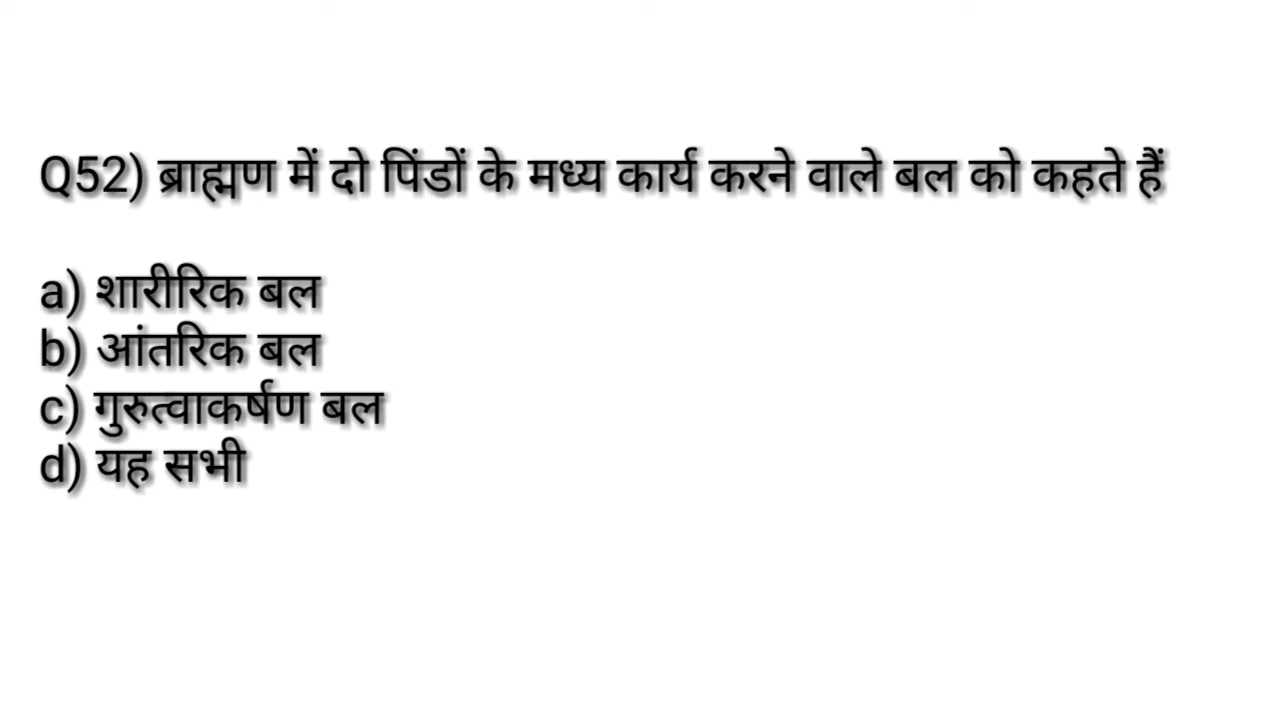 Q52) ब्राह्मण में दो पिंडों के मध्य कार्य करने वाले बल को कहते हैं
a) शारीरिक बल
b) आंतरिक बल
c) गुरुत्वाकर्षण बल
d) यह सभी